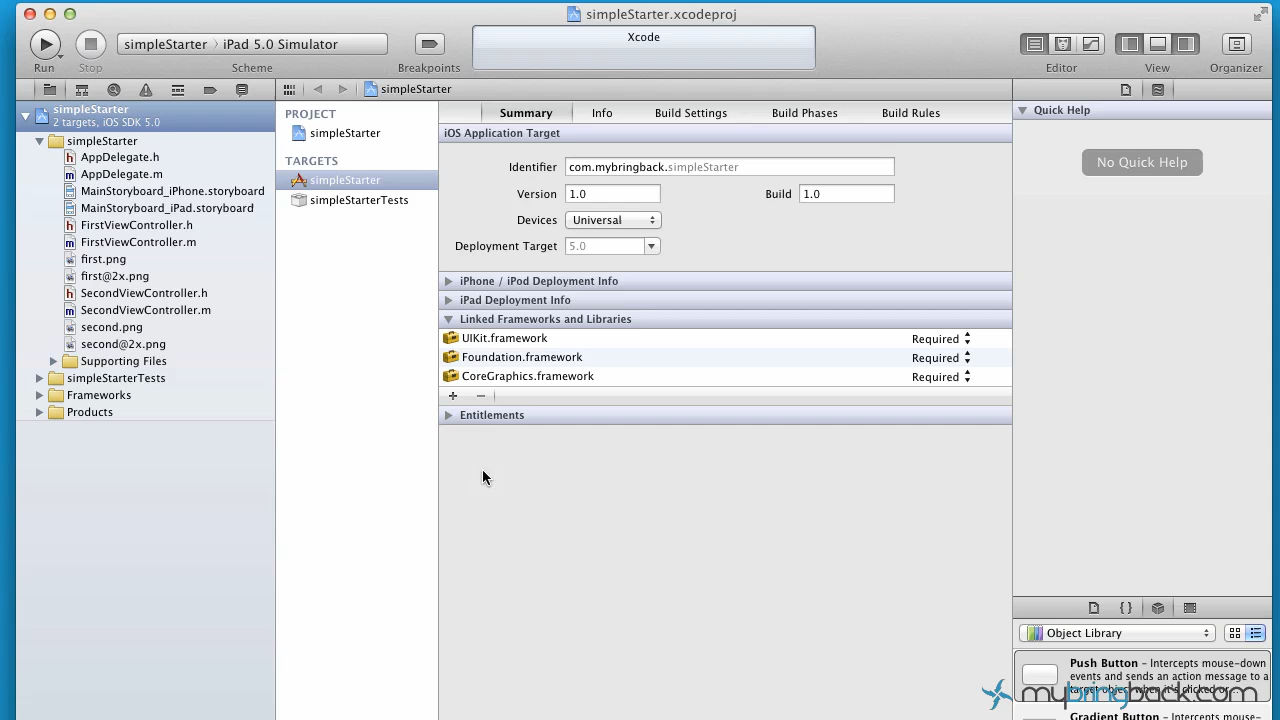 simpleStarter.xcodeproj
simpleStarter 〉 iPad 5.0 Simulator
Xcode
Run
Stop
Scheme
Breakpoints
Editor
View
Organizer
simpleStarter
2 targets, iOS SDK 5.0
simpleStarter
AppDelegate.h
AppDelegate.m
MainStoryboard_iPhone.storyboard
MainStoryboard_iPad.storyboard
FirstViewController.h
FirstViewController.m
first.png
first@2x.png
SecondViewController.h
SecondViewController.m
second.png
second@2x.png
Supporting Files
simpleStarterTests
Frameworks
Products
simpleStarter
PROJECT
simpleStarter
TARGETS
simpleStarter
simpleStarterTests
Summary
Info
Build Settings
Build Phases
Build Rules
iOS Application Target
Identifier com.mybringback.simpleStarter
Version 1.0 Build 1.0
Devices Universal
Deployment Target 5.0
iPhone / iPod Deployment Info
iPad Deployment Info
Linked Frameworks and Libraries
UIKit.framework Required
Foundation.framework Required
CoreGraphics.framework Required
+ −
Entitlements
Quick Help
No Quick Help
{ }
Object Library
Push Button – Intercepts mouse-down
events and sends an action message to a
target object when it's clicked or...
mybringback.com
Gradient Button – Intercepts mouse-